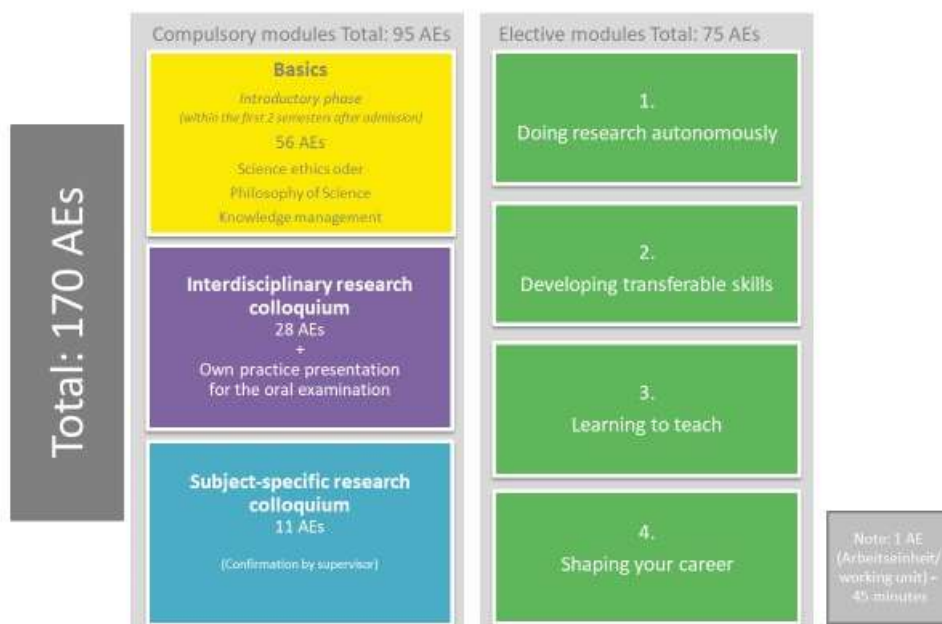 Total: 170 AEs
Compulsory modules Total: 95 AEs
Basics
Introductory phase
(within the first 2 semesters after admission)
56 AEs
Science ethics oder
Philosophy of Science
Knowledge management
Interdisciplinary research
colloquium
28 AEs
+
Own practice presentation
for the oral examination
Subject-specific research
colloquium
11 AEs
(Confirmation by supervisor)
Elective modules Total: 75 AEs
1.
Doing research autonomously
2.
Developing transferable skills
3.
Learning to teach
4.
Shaping your career
Note: 1 AE
(Arbeitseinheit/
working unit) =
45 minutes